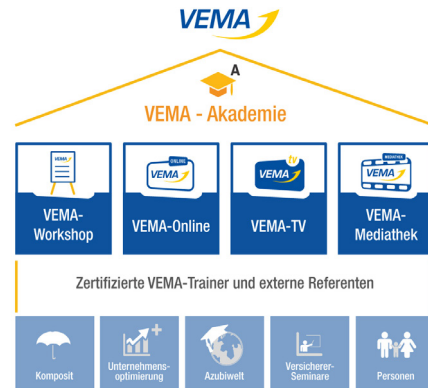 VEMA
A
VEMA - Akademie
VEMA
ONLINE
VEMA
tv
VEMA
MEDIATHEK
VEMA
VEMA-
Workshop
VEMA-Online
VEMA-TV
VEMA-
Mediathek
Zertifizierte VEMA-Trainer und externe Referenten
Komposit
Unternehmens-
optimierung
Azubiwelt
Versicherer-
Seminare
Personen